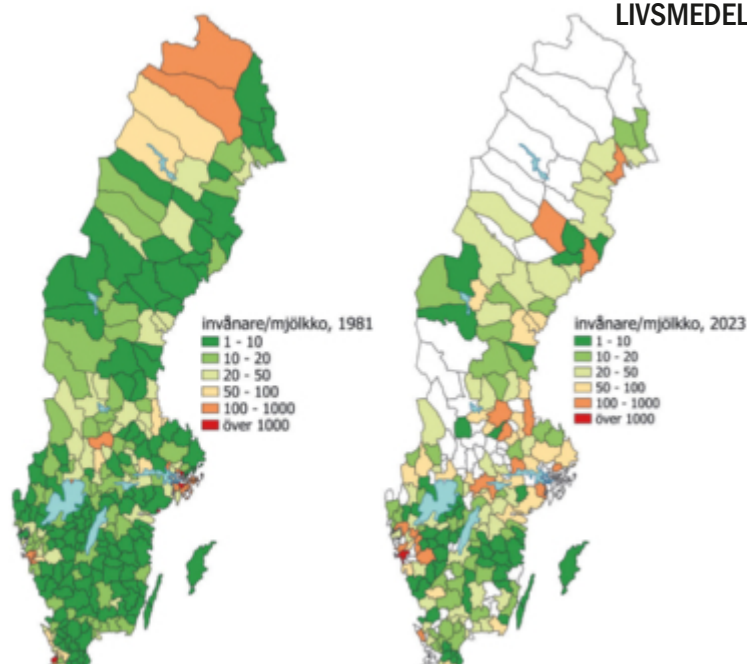 LIVSMEDEL
invånare/mjölkko, 1981
1 - 10
10 - 20
20 - 50
50 - 100
100 - 1000
över 1000
invånare/mjölkko, 2023
1 - 10
10 - 20
20 - 50
50 - 100
100 - 1000
över 1000